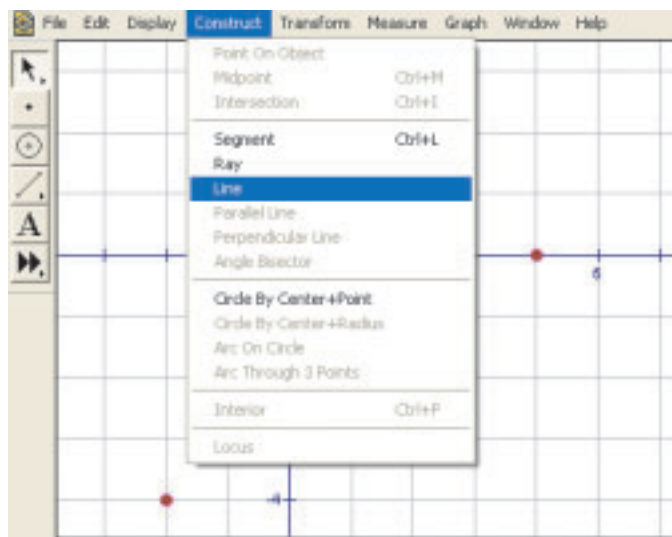 File Edit Display Construct Transform Measure Graph Window Help
Point On Object
Midpoint Ctrl+M
Intersection Ctrl+I
Segment Ctrl+L
Ray
Line
Parallel Line
Perpendicular Line
Angle Bisector
Circle By Center+Point
Circle By Center+Radius
Arc On Circle
Arc Through 3 Points
Interior Ctrl+P
Locus
A
-4